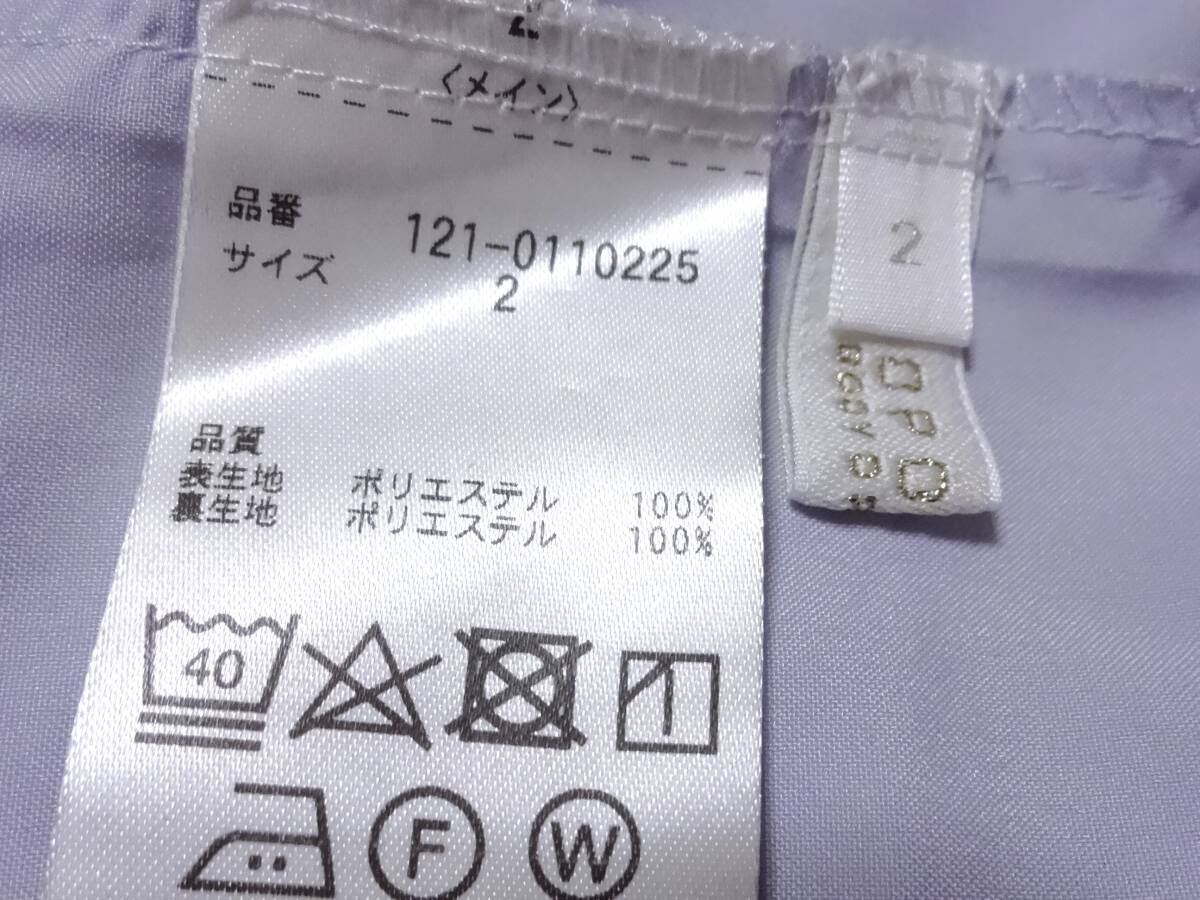 〈メイン〉
品番 121-0110225
サイズ 2
品質
表生地 ポリエステル 100%
裏生地 ポリエステル 100%
40
F
W
2
OPO